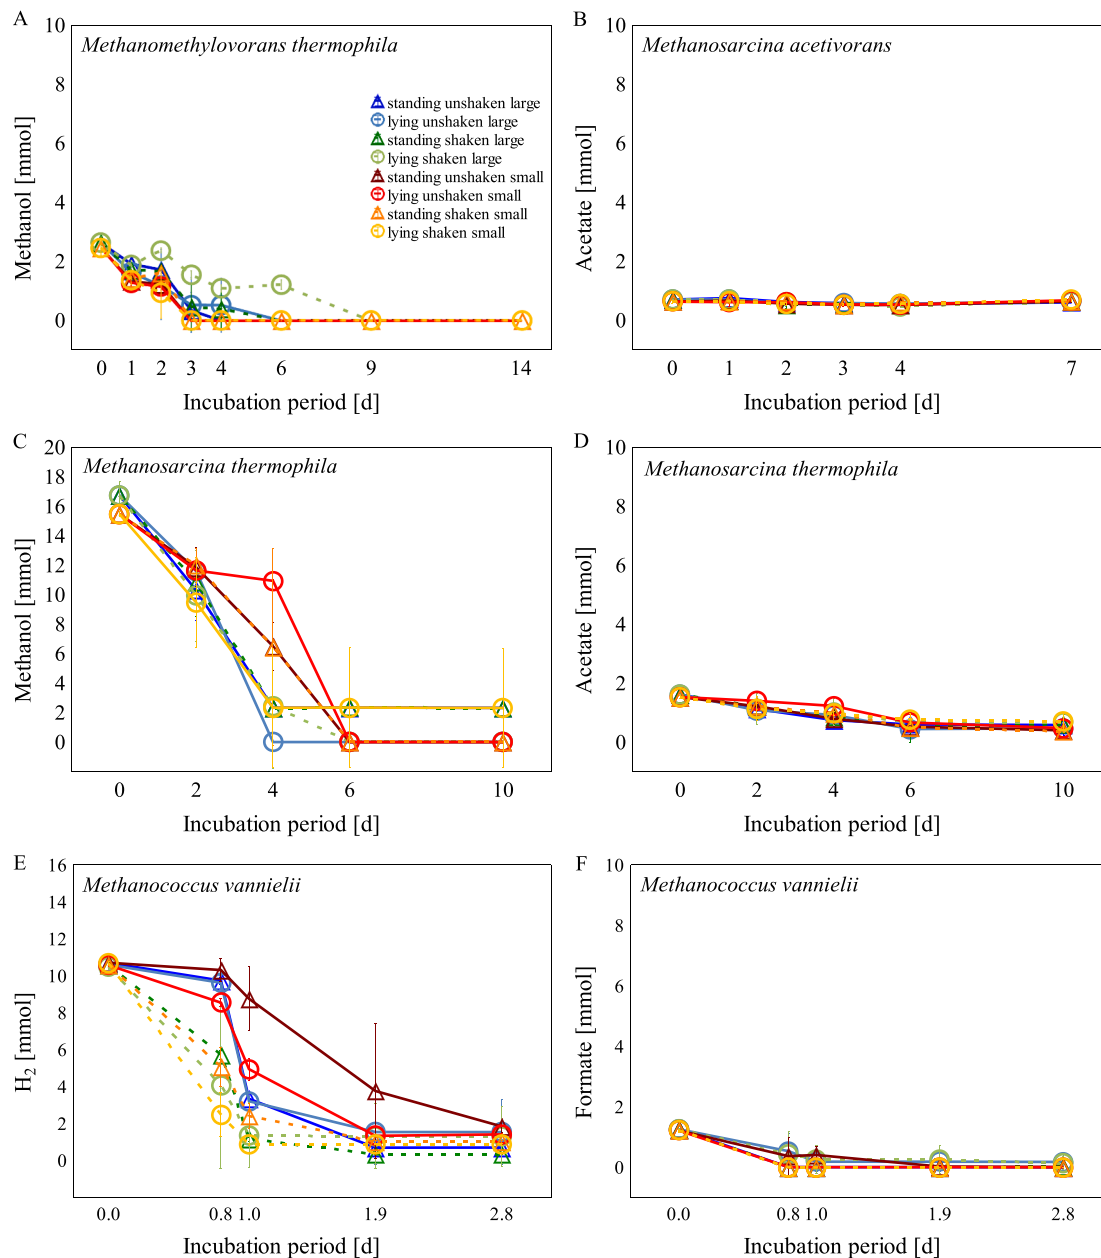 A
Methanomethylovorans thermophila
Methanol [mmol]
10
8
6
4
2
0
standing unshaken large
lying unshaken large
standing shaken large
lying shaken large
standing unshaken small
lying unshaken small
standing shaken small
lying shaken small
0 1 2 3 4 6 9 14
Incubation period [d]
B
Methanosarcina acetivorans
Acetate [mmol]
10
8
6
4
2
0
0 1 2 3 4 7
Incubation period [d]
C
Methanosarcina thermophila
Methanol [mmol]
20
18
16
14
12
10
8
6
4
2
0
0 2 4 6 10
Incubation period [d]
D
Methanosarcina thermophila
Acetate [mmol]
10
8
6
4
2
0
0 2 4 6 10
Incubation period [d]
E
Methanococcus vannielii
H2 [mmol]
16
14
12
10
8
6
4
2
0
0.0 0.8 1.0 1.9 2.8
Incubation period [d]
F
Methanococcus vannielii
Formate [mmol]
10
8
6
4
2
0
0.0 0.8 1.0 1.9 2.8
Incubation period [d]